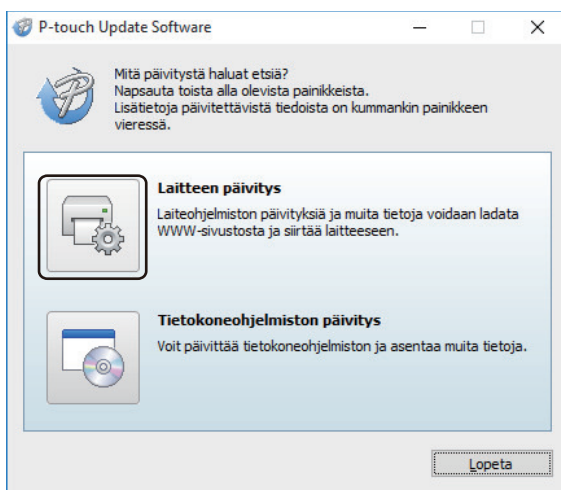 P-touch Update Software
Mitä päivitystä haluat etsiä?
Napsauta toista alla olevista painikkeista.
Lisätietoja päivitettävistä tiedoista on kummankin painikkeen
vieressä.
Laitteen päivitys
Laiteohjelmiston päivityksiä ja muita tietoja voidaan ladata
WWW-sivustosta ja siirtää laitteeseen.
Tietokoneohjelmiston päivitys
Voit päivittää tietokoneohjelmiston ja asentaa muita tietoja.
Lopeta